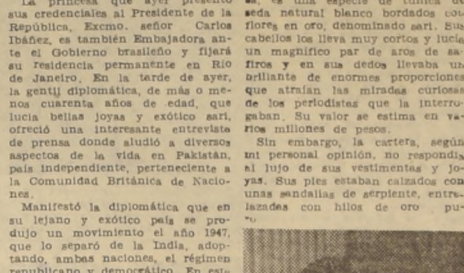 La princesa que ayer presentó
sus credenciales al Presidente de la
República, Excmo. señor Carlos
Ibáñez, es también Embajadora an-
te el Gobierno brasileño y fijará
su residencia permanente en Río
de Janeiro. En la tarde de ayer,
la gentil diplomática, de más o me-
nos cuarenta años de edad, que
lucía bellas joyas y exótico sari,
ofreció una interesante entrevista
de prensa donde aludió a diversos
aspectos de la vida en Pakistán,
país independiente, perteneciente a
la Comunidad Británica de Nacio-
nes.
Manifestó la diplomática que en
su lejano y exótico país se pro-
dujo un movimiento el año 1947,
que lo separó de la India, adop-
tando, ambas naciones, el régimen
republicano y democrático. En est-
es una especie de túnica de
seda natural blanco bordados con
flores, en oro, denominado sari. Sus
cabellos los lleva muy cortos y lucía
un magnífico par de aros de za-
firos y en sus dedos llevaba un
brillante de enormes proporciones
que atraían las miradas curiosas
de los periodistas que la interro-
gaban. Su valor se estima en va-
rios millones de pesos.
Sin embargo, la cartera, según
mi personal opinión, no respondía
al lujo de sus vestimentas y jo-
yas. Sus pies estaban calzados con
unas sandalias de serpiente, entre-
lazadas con hilos de oro pu-
ro